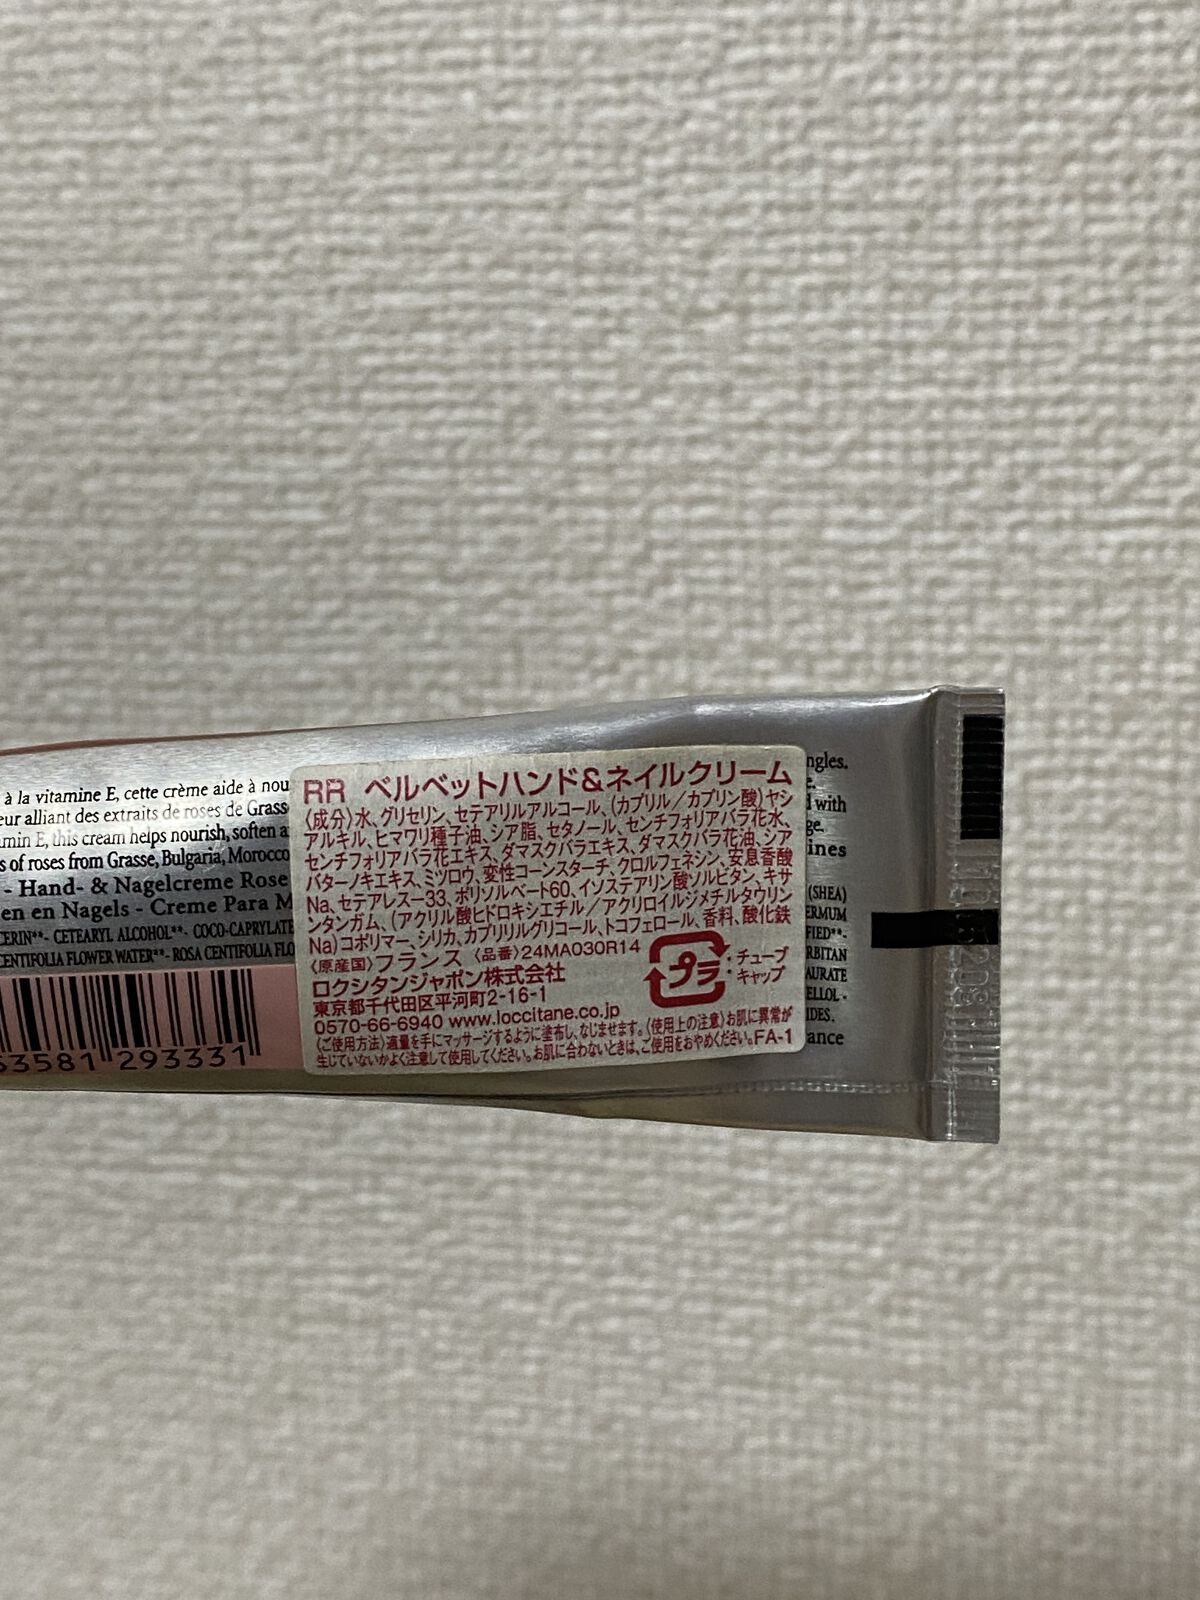 à la vitamine E, cette crème aide à nou
eur alliant des extraits de roses de Grass
amin E, this cream helps nourish, soften a
s of roses from Grasse, Bulgaria, Morocco
- Hand- & Nagelcreme Rose
en en Nagels - Creme Para M
CERIN**- CETEARYL ALCOHOL**- COCO-CAPRYLATE
CENTIFOLIA FLOWER WATER**- ROSA CENTIFOLIA FLO
53581 293331
RR ベルベットハンド&ネイルクリーム
〈成分〉水、グリセリン、セテアリルアルコール、(カプリル/カプリン酸)ヤシ
アルキル、ヒマワリ種子油、シア脂、セタノール、センチフォリアバラ花水、
センチフォリアバラ花エキス、ダマスクバラエキス、ダマスクバラ花油、シア
バターノキエキス、ミツロウ、変性コーンスターチ、クロルフェネシン、安息香酸
Na、セテアレス−33、ポリソルベート60、イソステアリン酸ソルビタン、キサ
ンタンガム、(アクリル酸ヒドロキシエチル/アクリロイルジメチルタウリン
Na)コポリマー、シリカ、カプリリルグリコール、トコフェロール、香料、酸化鉄
〈原産国〉フランス 〈品番〉24MA030R14
ロクシタンジャポン株式会社
東京都千代田区平河町2-16-1
0570-66-6940 www.loccitane.co.jp
プラ
・チューブ
・キャップ
〈ご使用方法〉適量を手にマッサージするように塗布し、なじませます。〈使用上の注意〉お肌に異常が
生じていないかよく注意して使用してください。お肌に合わないときは、ご使用をおやめください。FA-1
ngles.
e.
d with
ge.
ines
(SHEA)
ERMUM
FIED**-
RBITAN
AURATE
ELLOL -
IDES.
ance